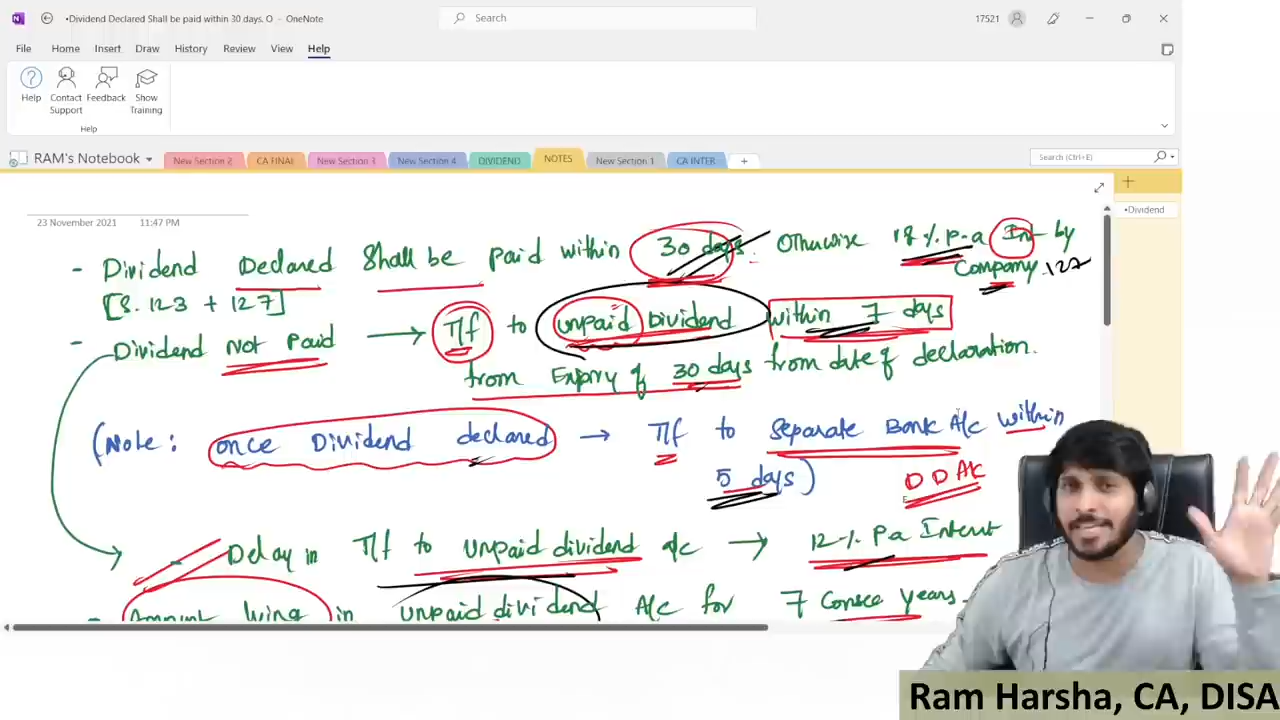 •Dividend Declared Shall be paid within 30 days. O - OneNote
Search
17521
File Home Insert Draw History Review View Help
Help Contact Support Feedback Show Training
Help
RAM's Notebook New Section 2 CA FINAL New Section 3 New Section 4 DIVIDEND NOTES New Section 1 CA INTER + Search (Ctrl+E)
•Dividend
23 November 2021 11:47 PM
- Dividend Declared Shall be paid within 30 days. Otherwise 18 % p.a Int by Company.127
[S. 123 + 127]
- Dividend Not Paid → T/f to unpaid Dividend within 7 days
from Expiry of 30 days from date of declaration.
(Note: once Dividend declared → T/f to Separate Bank A/c within
5 days) D D A/c
- Delay in T/f to unpaid dividend a/c → 12 % Pa Interest
- Amount lying in unpaid dividend A/c for 7 Consce years
Ram Harsha, CA, DISA